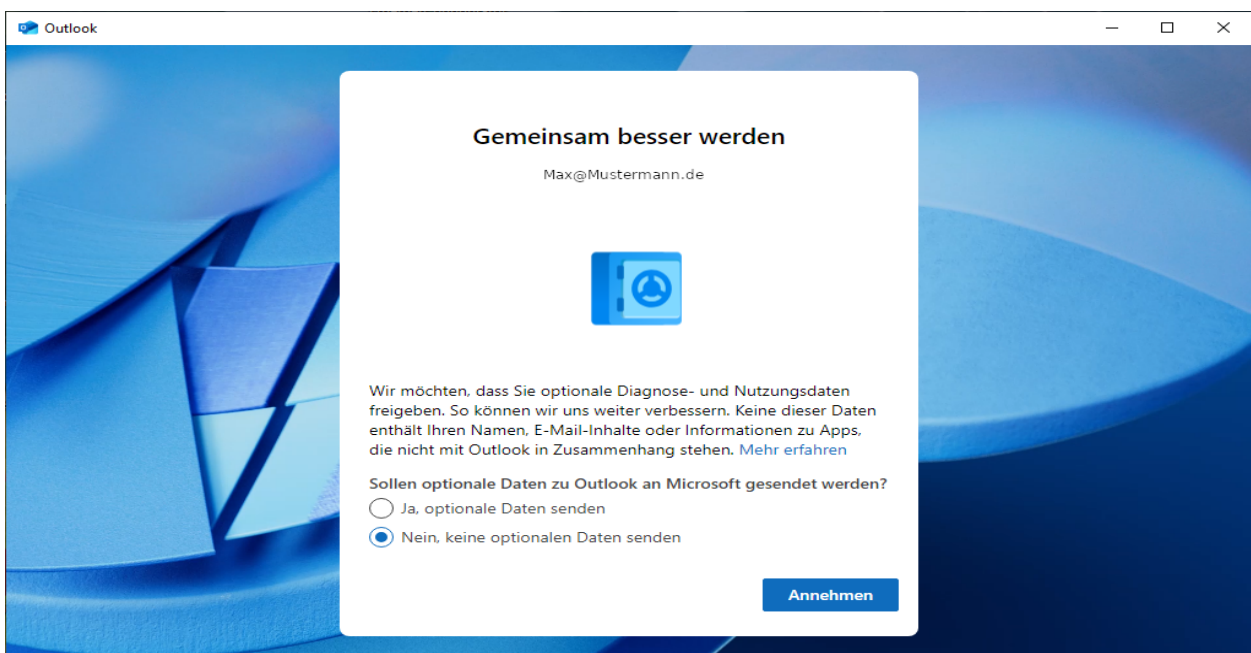 Outlook
Gemeinsam besser werden
Max@Mustermann.de
Wir möchten, dass Sie optionale Diagnose- und Nutzungsdaten
freigeben. So können wir uns weiter verbessern. Keine dieser Daten
enthält Ihren Namen, E-Mail-Inhalte oder Informationen zu Apps,
die nicht mit Outlook in Zusammenhang stehen. Mehr erfahren
Sollen optionale Daten zu Outlook an Microsoft gesendet werden?
Ja, optionale Daten senden
Nein, keine optionalen Daten senden
Annehmen